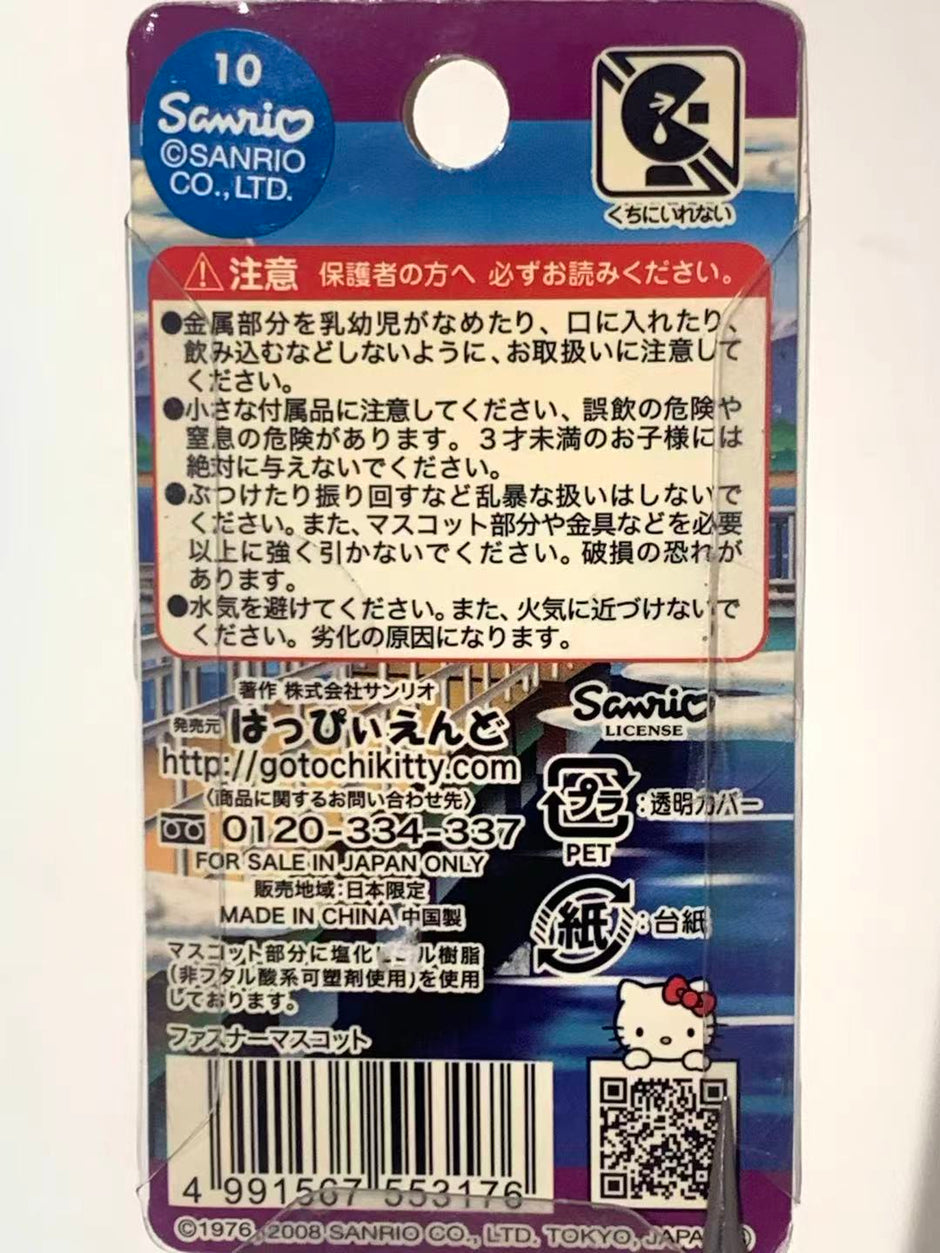 10
Sanrio
©SANRIO
CO., LTD.
くちにいれない
注意 保護者の方へ 必ずお読みください。
●金属部分を乳幼児がなめたり、口に入れたり、
飲み込むなどしないように、お取扱いに注意して
ください。
●小さな付属品に注意してください、誤飲の危険や
窒息の危険があります。3才未満のお子様には
絶対に与えないでください。
●ぶつけたり振り回すなど乱暴な扱いはしないで
ください。また、マスコット部分や金具などを必要
以上に強く引かないでください。破損の恐れが
あります。
●水気を避けてください。また、火気に近づけないで
ください。劣化の原因になります。
著作 株式会社サンリオ
発売元 はっぴぃえんど
http://gotochikitty.com
〈商品に関するお問い合わせ先〉
0120-334-337
FOR SALE IN JAPAN ONLY
販売地域:日本限定
MADE IN CHINA 中国製
マスコット部分に塩化ビニル樹脂
(非フタル酸系可塑剤使用)を使用
しております。
ファスナーマスコット
Sanrio
LICENSE
プラ:透明カバー
PET
紙:台紙
4 991567 553176
©1976, 2008 SANRIO CO., LTD. TOKYO, JAPAN